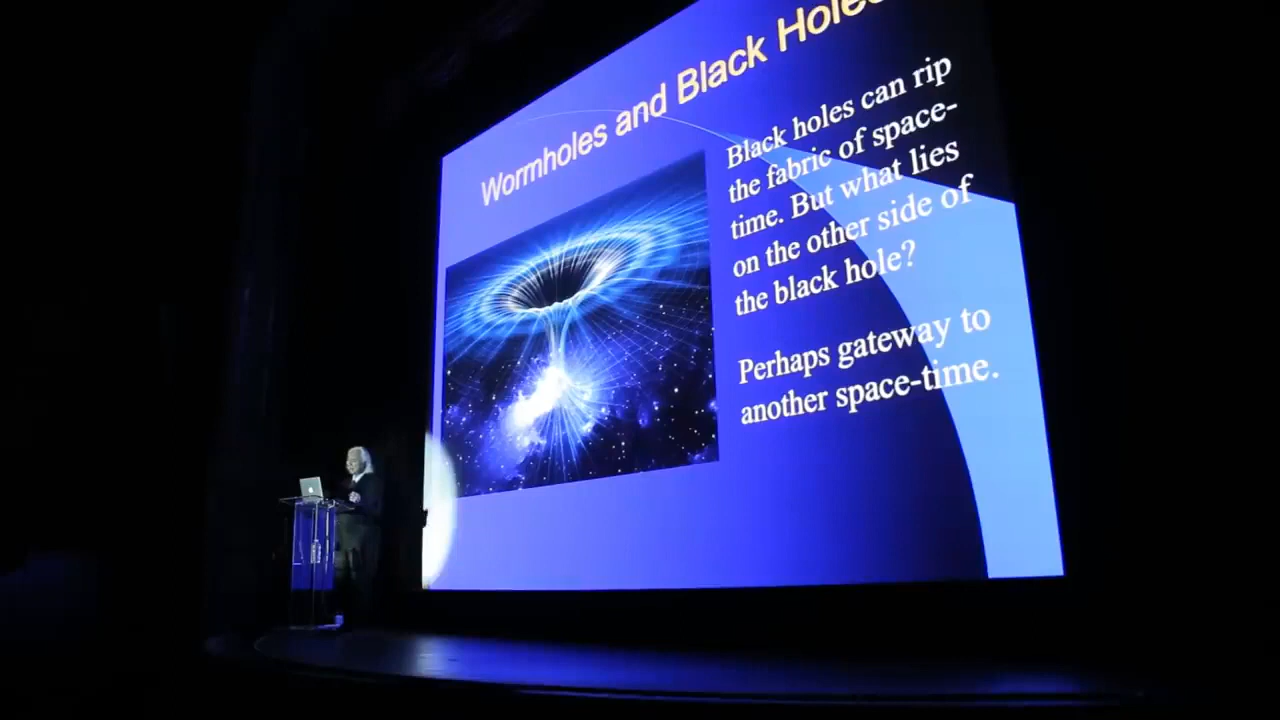 Wormholes and Black Holes
Black holes can rip
the fabric of space-
time. But what lies
on the other side of
the black hole?
Perhaps gateway to
another space-time.